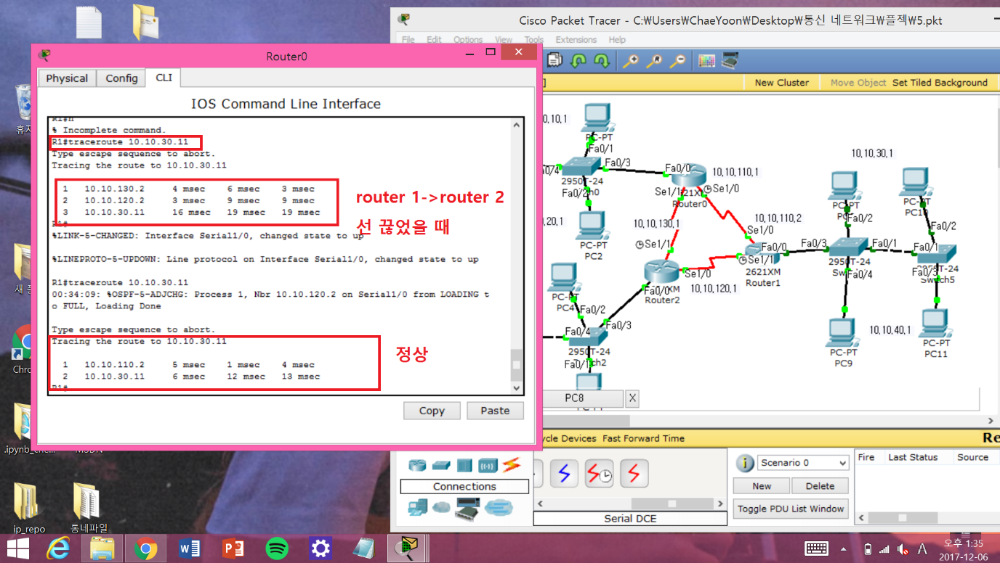 Cisco Packet Tracer - C:₩Users₩ChaeYoon₩Desktop₩통신 네트워크₩플젝₩5.pkt
File Edit Options View Tools Extensions Help
New Cluster Move Object Set Tiled Background
Router0
Physical Config CLI
IOS Command Line Interface
R1#n
% Incomplete command.
R1#traceroute 10.10.30.11
Type escape sequence to abort.
Tracing the route to 10.10.30.11
1 10.10.130.2 4 msec 6 msec 3 msec
2 10.10.120.2 3 msec 9 msec 9 msec
3 10.10.30.11 16 msec 19 msec 19 msec
R1#
%LINK-5-CHANGED: Interface Serial1/0, changed state to up
%LINEPROTO-5-UPDOWN: Line protocol on Interface Serial1/0, changed state to up
R1#traceroute 10.10.30.11
00:34:09: %OSPF-5-ADJCHG: Process 1, Nbr 10.10.120.2 on Serial1/0 from LOADING t
o FULL, Loading Done
Type escape sequence to abort.
Tracing the route to 10.10.30.11
1 10.10.110.2 5 msec 1 msec 4 msec
2 10.10.30.11 6 msec 12 msec 13 msec
R1#
router 1->router 2
선 끊었을 때
정상
Copy Paste
0,10,1
PC-PT
Fa0/1
Fa0/3
Fa0/4
2950T-24
Fa0/2
,20,1
PC-PT
PC2
Fa0/0
10,10,110,1
Se1/0
Se1/1
Router0
10,10,130,1
10,10,110,2
Se1/0
Se1/1
Fa0/0
Se1/1
2621XM
Router1
Se1/0
10,10,120,1
Fa0/0
Router2
PC-PT
PC4
Fa0/2
Fa0/3
Fa0/4
2950T-24
Fa0/1
10,10,30,1
PC-PT
Fa0/2
PC-PT
PC10
Fa0/2
Fa0/3
Fa0/1
Fa0/1
2950T-24
Fa0/4
Fa0/3
Switch5
PC-PT
PC9
10,10,40,1
PC-PT
PC11
PC8 X
ycle Devices Fast Forward Time
Re
Connections
Serial DCE
Scenario 0
New Delete
Toggle PDU List Window
Fire Last Status Source
ip_repo
동네파일
A
오후 1:35
2017-12-06